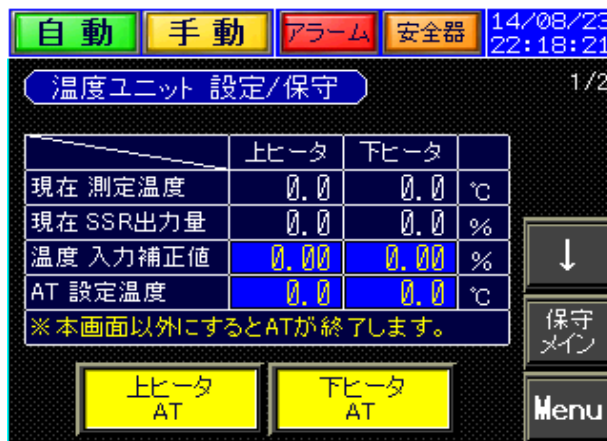 自動 手動 アラーム 安全器 14/08/23
22:18:21
温度ユニット 設定/保守 1/2
上ヒータ 下ヒータ
現在 測定温度 0.0 0.0 ℃
現在 SSR出力量 0.0 0.0 %
温度 入力補正値 0.00 0.00 %
AT 設定温度 0.0 0.0 ℃
※本画面以外にするとATが終了します。
↓
保守
メイン
上ヒータ
AT
下ヒータ
AT
Menu